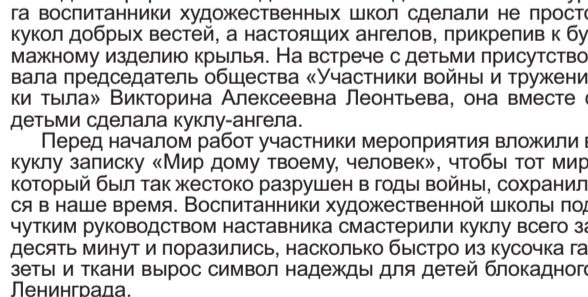 га воспитанники художественных школ сделали не просто
кукол добрых вестей, а настоящих ангелов, прикрепив к бу
мажному изделию крылья. На встрече с детьми присутство
вала председатель общества «Участники войны и тружени
ки тыла» Викторина Алексеевна Леонтьева, она вместе с
детьми сделала куклу-ангела.
Перед началом работ участники мероприятия вложили в
куклу записку «Мир дому твоему, человек», чтобы тот мир
который был так жестоко разрушен в годы войны, сохранил
ся в наше время. Воспитанники художественной школы под
чутким руководством наставника смастерили куклу всего за
десять минут и поразились, насколько быстро из кусочка га
зеты и ткани вырос символ надежды для детей блокадного
Ленинграда.